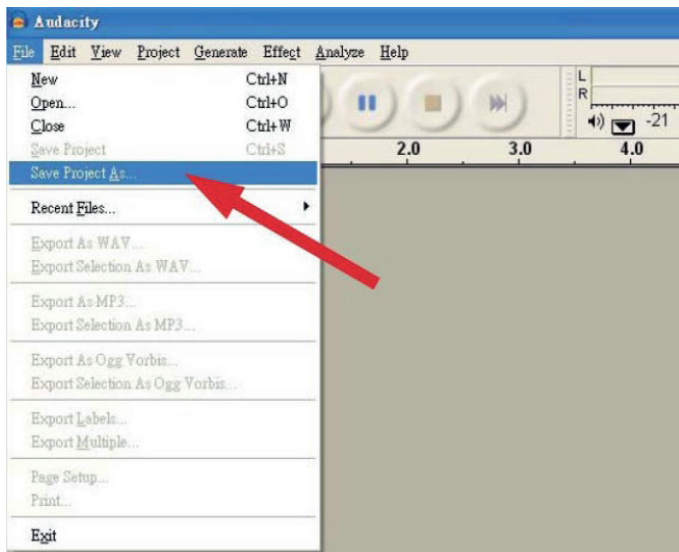 Audacity
File Edit View Project Generate Effect Analyze Help
New Ctrl+N
Open... Ctrl+O
Close Ctrl+W
Save Project Ctrl+S
Save Project As...
Recent Files...
Export As WAV...
Export Selection As WAV...
Export As MP3...
Export Selection As MP3...
Export As Ogg Vorbis...
Export Selection As Ogg Vorbis...
Export Labels...
Export Multiple...
Page Setup...
Print...
Exit
L
R
-21
2.0 3.0 4.0